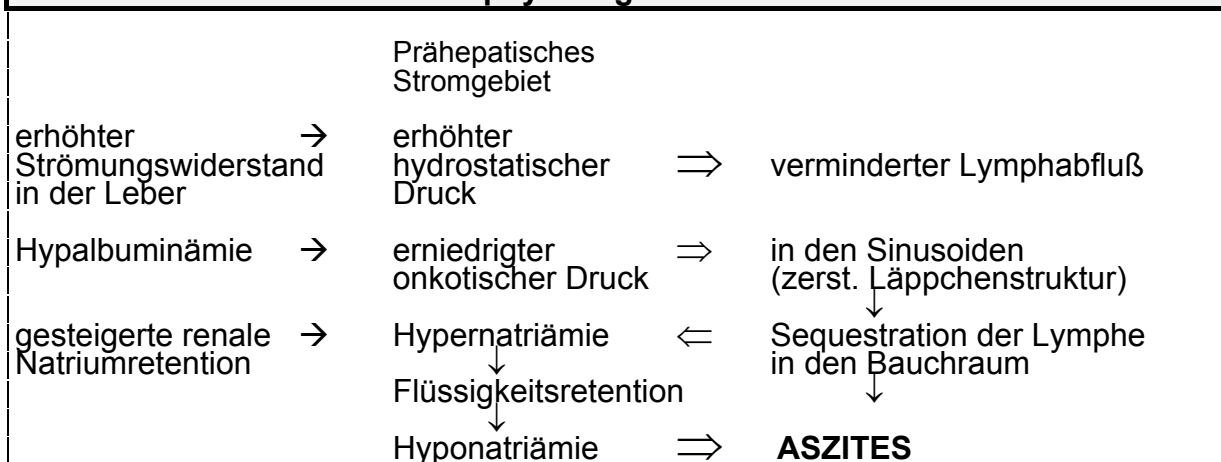 Prähepatisches
Stromgebiet
erhöhter → erhöhter
Strömungswiderstand hydrostatischer ⇒ verminderter Lymphabfluß
in der Leber Druck
Hypalbuminämie → erniedrigter ⇒ in den Sinusoiden
onkotischer Druck (zerst. Läppchenstruktur)
↓
gesteigerte renale → Hypernatriämie ⇐ Sequestration der Lymphe
Natriumretention ↓ in den Bauchraum
Flüssigkeitsretention ↓
↓
Hyponatriämie ⇒ ASZITES